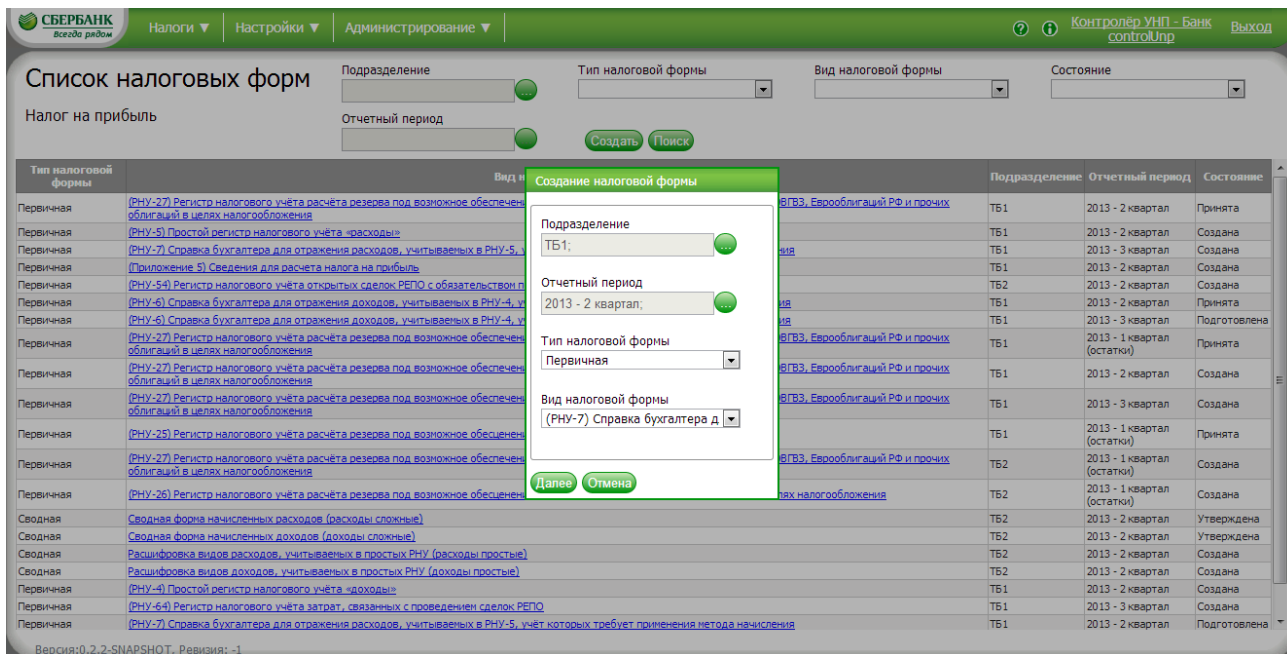 СБЕРБАНК
Всегда рядом
Налоги ▼
Настройки ▼
Администрирование ▼
Контролёр УНП - Банк
controlUnp
Выход
Список налоговых форм
Налог на прибыль
Подразделение
Тип налоговой формы
Вид налоговой формы
Состояние
Отчетный период
Создать Поиск
Тип налоговой
формы
Вид
Подразделение Отчетный период Состояние
Создание налоговой формы
Подразделение
ТБ1;
Отчетный период
2013 - 2 квартал;
Тип налоговой формы
Первичная
Вид налоговой формы
(РНУ-7) Справка бухгалтера д
Далее Отмена
Первичная (РНУ-27) Регистр налогового учёта расчёта резерва под возможное ВГВЗ, Еврооблигаций РФ и прочих
облигаций в целях налогообложения ТБ1 2013 - 2 квартал Принята
Первичная (РНУ-5) Простой регистр налогового учёта «расходы» ТБ1 2013 - 2 квартал Создана
Первичная (РНУ-7) Справка бухгалтера для отражения расходов, учитываемых в РНУ-5, ТБ1 2013 - 3 квартал Создана
Первичная (Приложение 5) Сведения для расчета налога на прибыль ТБ1 2013 - 2 квартал Создана
Первичная (РНУ-54) Регистр налогового учёта открытых сделок РЕПО с обязательством ТБ2 2013 - 2 квартал Создана
Первичная (РНУ-6) Справка бухгалтера для отражения доходов, учитываемых в РНУ-4, ТБ1 2013 - 2 квартал Принята
Первичная (РНУ-6) Справка бухгалтера для отражения доходов, учитываемых в РНУ-4, ТБ1 2013 - 3 квартал Подготовлена
Первичная (РНУ-27) Регистр налогового учёта расчёта резерва под возможное ВГВЗ, Еврооблигаций РФ и прочих
облигаций в целях налогообложения ТБ1 2013 - 1 квартал
(остатки) Принята
Первичная (РНУ-27) Регистр налогового учёта расчёта резерва под возможное ВГВЗ, Еврооблигаций РФ и прочих
облигаций в целях налогообложения ТБ1 2013 - 2 квартал Создана
Первичная (РНУ-27) Регистр налогового учёта расчёта резерва под возможное ВГВЗ, Еврооблигаций РФ и прочих
облигаций в целях налогообложения ТБ1 2013 - 3 квартал Создана
Первичная (РНУ-25) Регистр налогового учёта расчёта резерва под возможное ТБ1 2013 - 1 квартал
(остатки) Принята
Первичная (РНУ-27) Регистр налогового учёта расчёта резерва под возможное ВГВЗ, Еврооблигаций РФ и прочих
облигаций в целях налогообложения ТБ2 2013 - 1 квартал
(остатки) Создана
Первичная (РНУ-26) Регистр налогового учёта расчёта резерва под возможное лях налогообложения ТБ2 2013 - 1 квартал
(остатки) Создана
Сводная Сводная форма начисленных расходов (расходы сложные) ТБ2 2013 - 2 квартал Утверждена
Сводная Сводная форма начисленных доходов (доходы сложные) ТБ2 2013 - 2 квартал Утверждена
Сводная Расшифровка видов расходов, учитываемых в простых РНУ (расходы простые) ТБ2 2013 - 2 квартал Создана
Сводная Расшифровка видов доходов, учитываемых в простых РНУ (доходы простые) ТБ2 2013 - 2 квартал Создана
Первичная (РНУ-4) Простой регистр налогового учёта «доходы» ТБ1 2013 - 2 квартал Создана
Первичная (РНУ-64) Регистр налогового учёта затрат, связанных с проведением сделок РЕПО ТБ1 2013 - 3 квартал Создана
Первичная (РНУ-7) Справка бухгалтера для отражения расходов, учитываемых в РНУ-5, учёт которых требует применения метода начисления ТБ1 2013 - 2 квартал Подготовлена
Версия:0.2.2-SNAPSHOT, Ревизия: -1